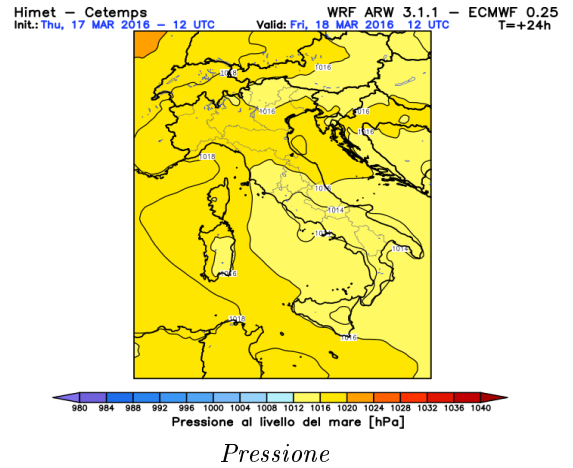 Himet – Cetemps WRF ARW 3.1.1 – ECMWF 0.25
Init.: Thu, 17 MAR 2016 – 12 UTC Valid: Fri, 18 MAR 2016 12 UTC T=+24h
1018
1016
1016
016
1016
1018
1016
1014
1014
1016
1018
1016
980 984 988 992 996 1000 1004 1008 1012 1016 1020 1024 1028 1032 1036 1040
Pressione al livello del mare [hPa]
Pressione